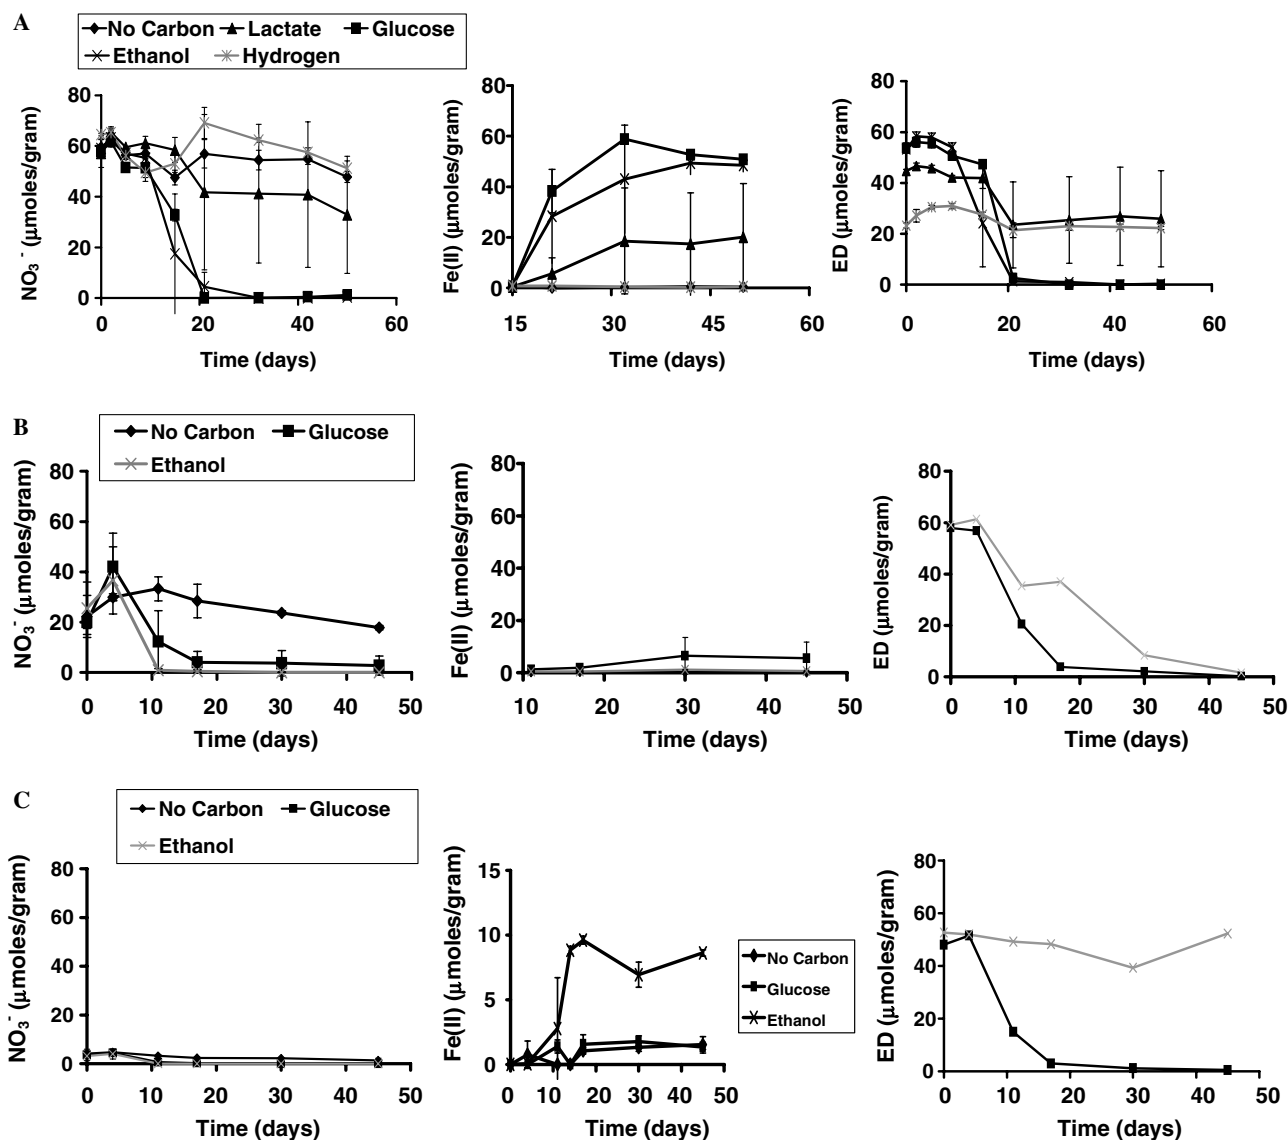 A
No Carbon Lactate Glucose
Ethanol Hydrogen
NO3- (μmoles/gram)
80
60
40
20
0
0 20 40 60
Time (days)
Fe(II) (μmoles/gram)
80
60
40
20
0
15 30 45 60
Time (days)
ED (μmoles/gram)
80
60
40
20
0
0 20 40 60
Time (days)
B
No Carbon Glucose
Ethanol
NO3- (μmoles/gram)
80
60
40
20
0
0 10 20 30 40 50
Time (days)
Fe(II) (μmoles/gram)
80
60
40
20
0
10 20 30 40 50
Time (days)
ED (μmoles/gram)
80
60
40
20
0
0 10 20 30 40 50
Time (days)
C
No Carbon Glucose
Ethanol
NO3- (μmoles/gram)
80
60
40
20
0
0 10 20 30 40 50
Time (days)
Fe(II) (μmoles/gram)
15
10
5
0
0 10 20 30 40 50
Time (days)
No Carbon
Glucose
Ethanol
ED (μmoles/gram)
80
60
40
20
0
0 10 20 30 40 50
Time (days)